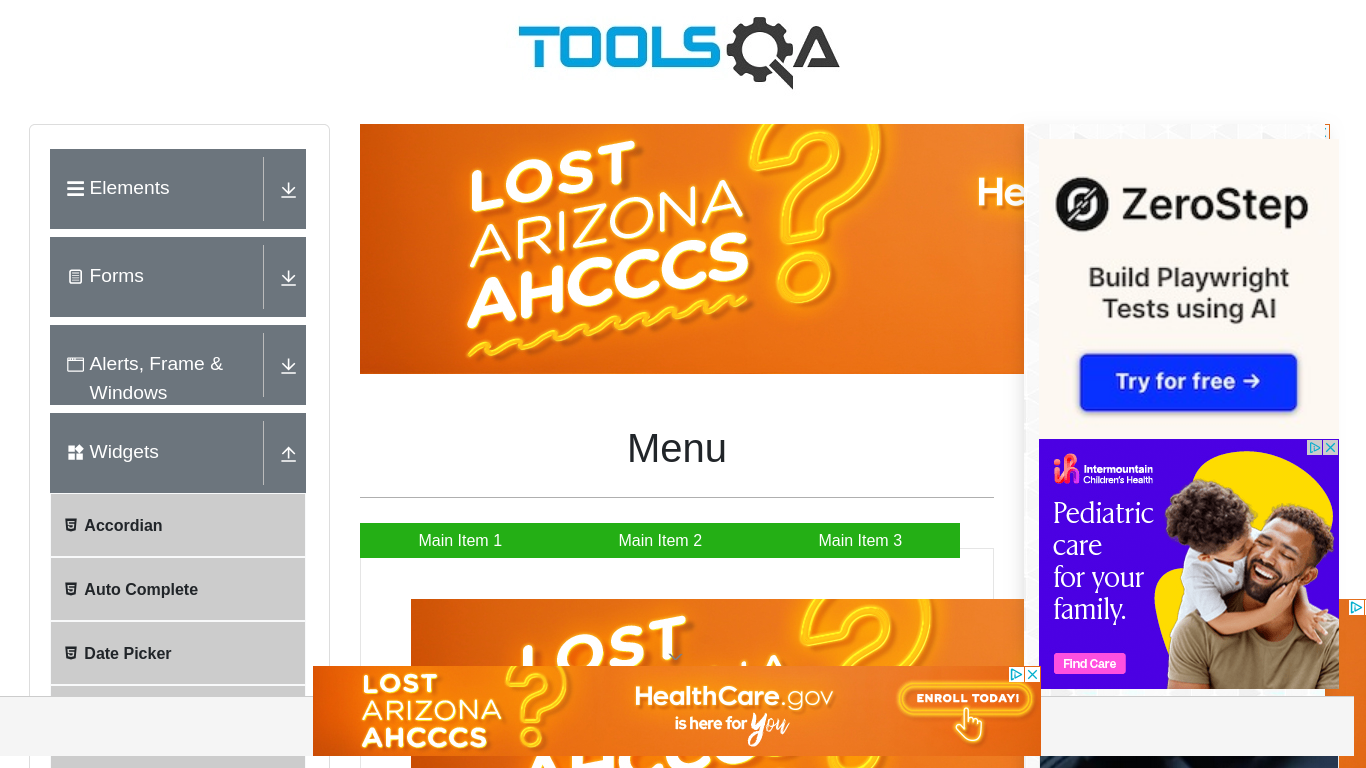 TOOLSQA
Elements
Forms
Alerts, Frame &
Windows
Widgets
Accordian
Auto Complete
Date Picker
LOST
ARIZONA
AHCCCS
?
He
Menu
Main Item 1
Main Item 2
Main Item 3
LOST
ZeroStep
Build Playwright
Tests using AI
Try for free →
Intermountain
Children's Health
Pediatric
care
for your
family.
Find Care
LOST
ARIZONA
AHCCCS
?
HealthCare.gov
is here for you
ENROLL TODAY!